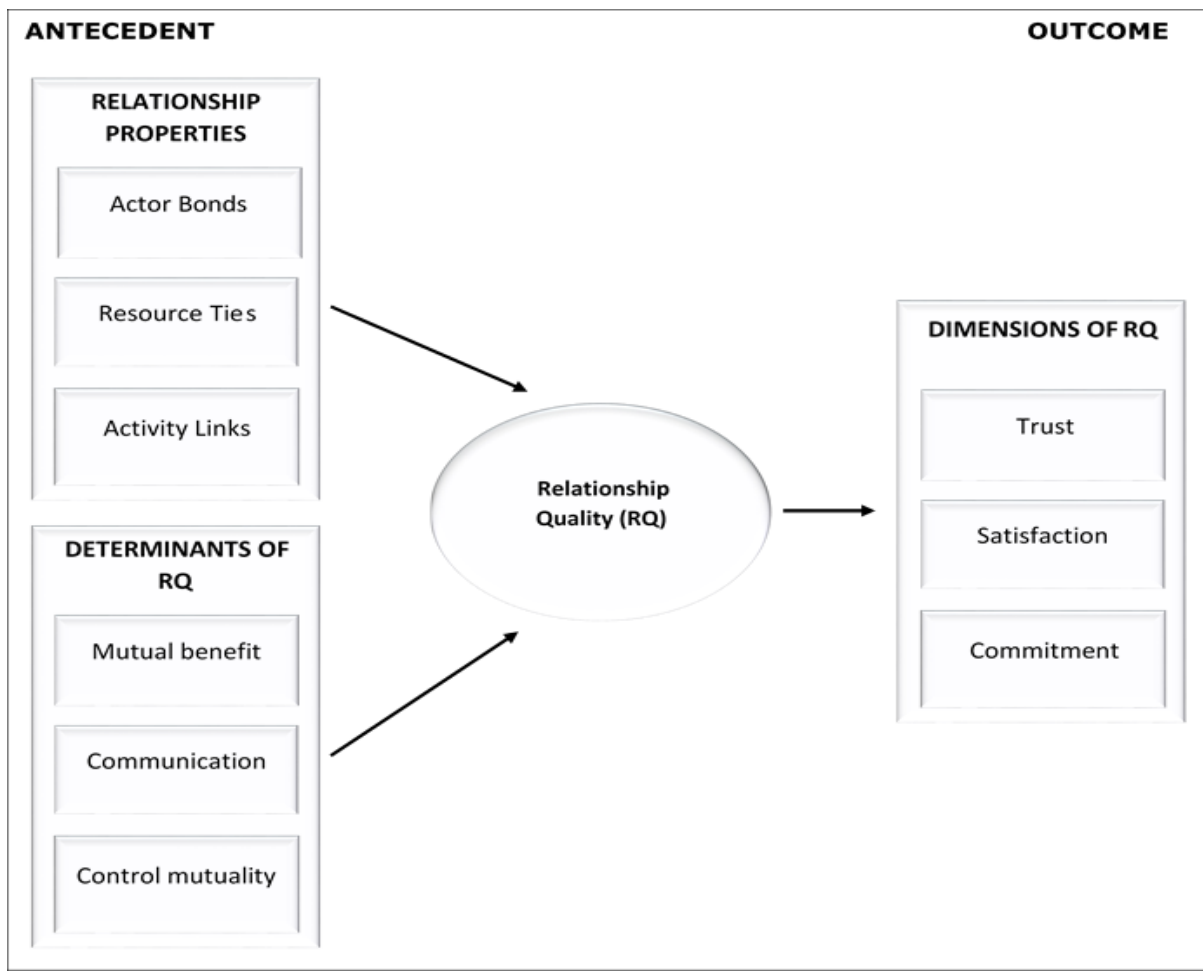 ANTECEDENT
OUTCOME
RELATIONSHIP
PROPERTIES
Actor Bonds
Resource Ties
Activity Links
DETERMINANTS OF
RQ
Mutual benefit
Communication
Control mutuality
Relationship
Quality (RQ)
DIMENSIONS OF RQ
Trust
Satisfaction
Commitment